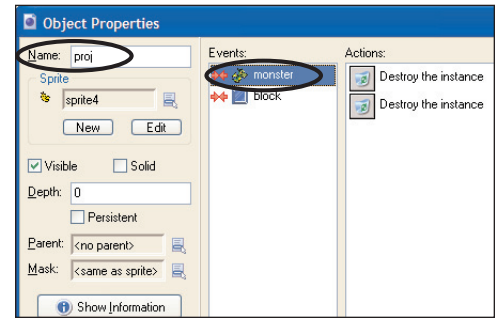 Object Properties
Name: proj
Sprite
sprite4
New Edit
Visible Solid
Depth: 0
Persistent
Parent: <no parent>
Mask: <same as sprite>
Show Information
Events:
monster
block
Actions:
Destroy the instance
Destroy the instance